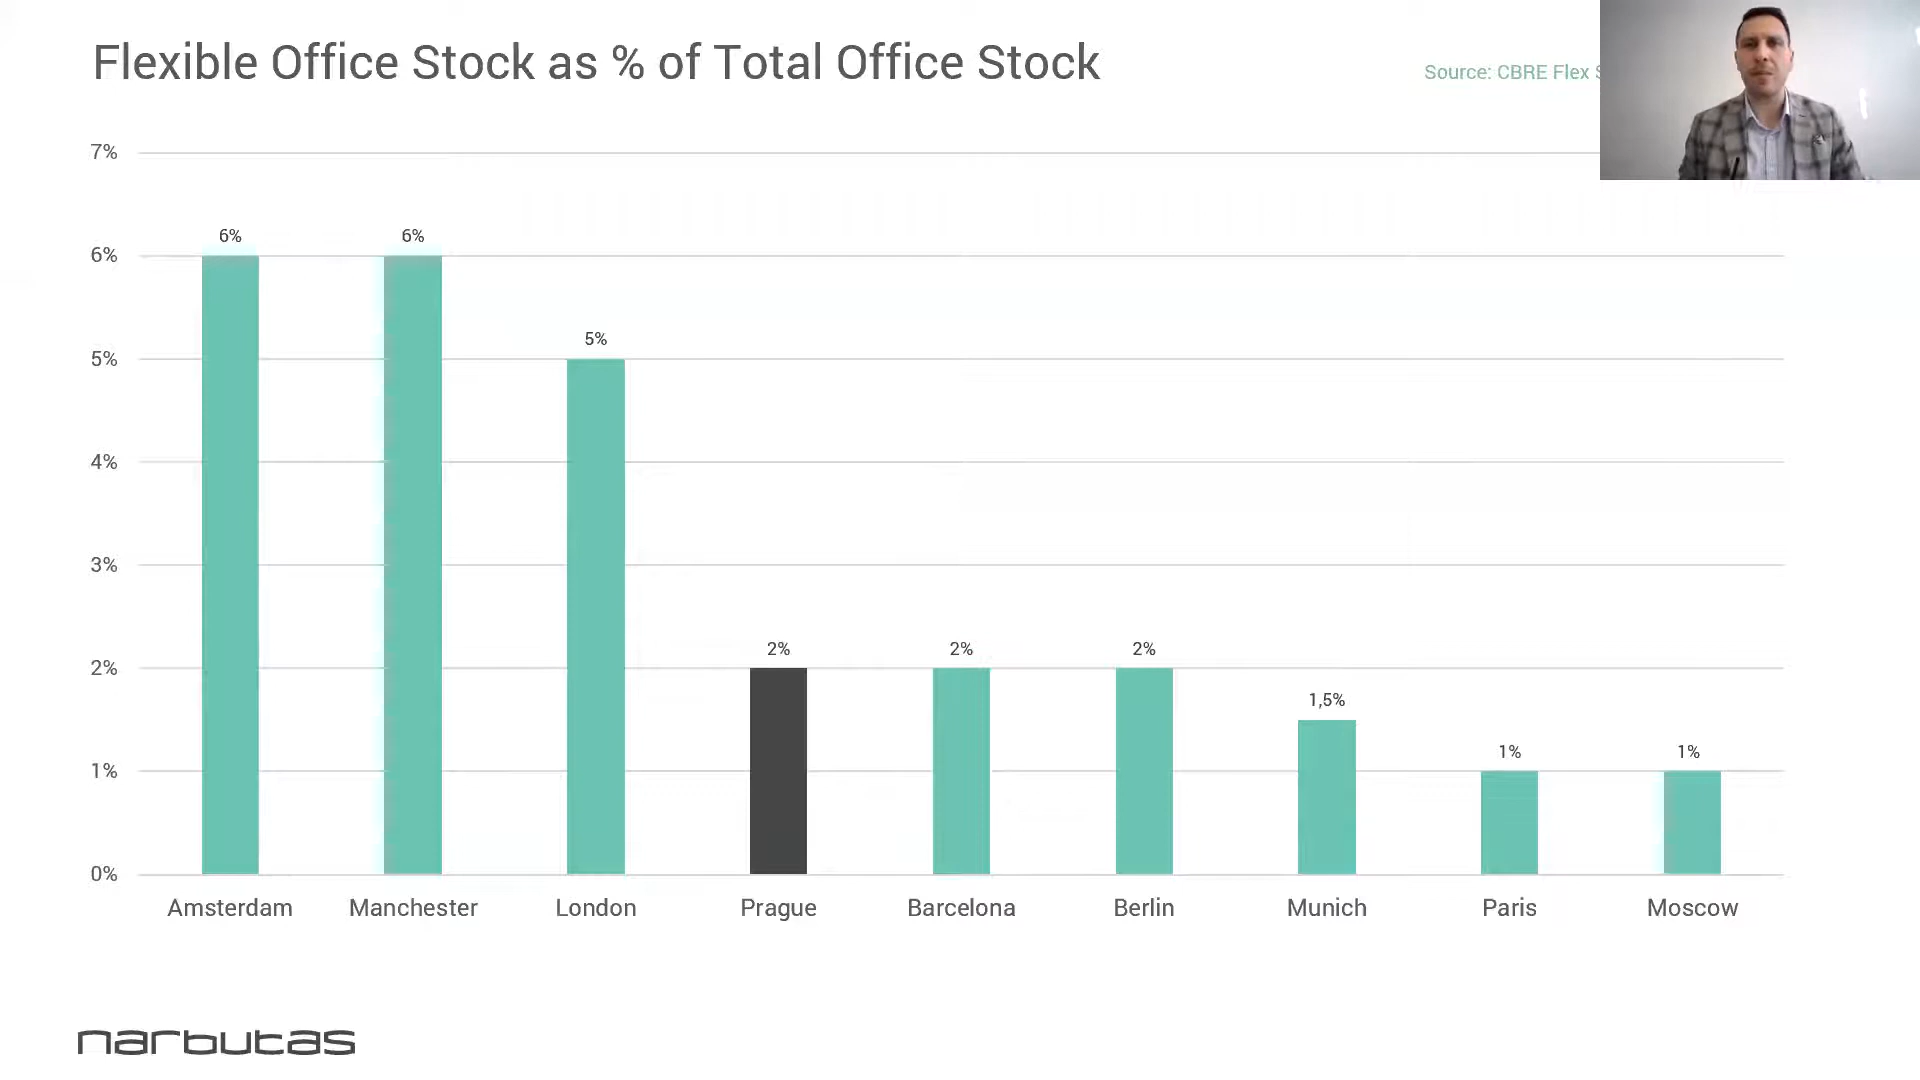 Flexible Office Stock as % of Total Office Stock
Source: CBRE Flex
7%
6%
5%
4%
3%
2%
1%
0%
6%
6%
5%
2%
2%
2%
1,5%
1%
1%
Amsterdam
Manchester
London
Prague
Barcelona
Berlin
Munich
Paris
Moscow
narbutas